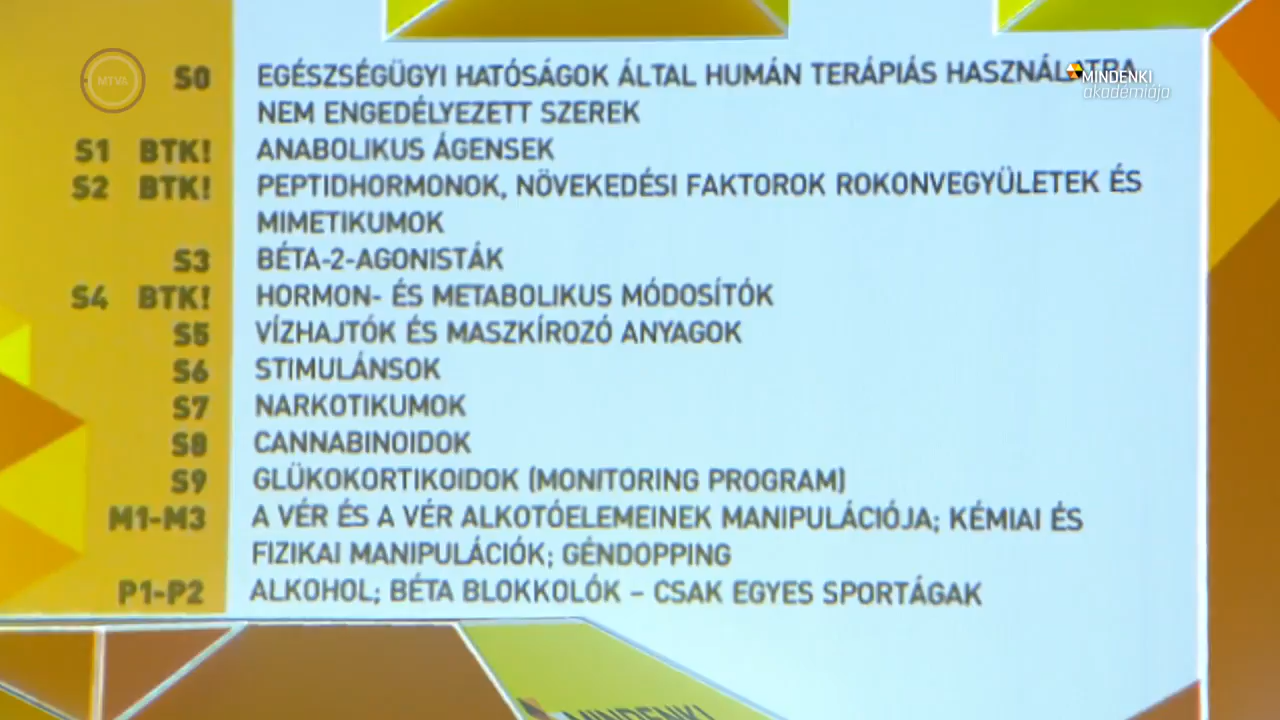 MTVA
MINDENKI
akadémiája
S0 EGÉSZSÉGÜGYI HATÓSÁGOK ÁLTAL HUMÁN TERÁPIÁS HASZNÁLATRA
NEM ENGEDÉLYEZETT SZEREK
S1 BTK! ANABOLIKUS ÁGENSEK
S2 BTK! PEPTIDHORMONOK, NÖVEKEDÉSI FAKTOROK ROKONVEGYÜLETEK ÉS
MIMETIKUMOK
S3 BÉTA-2-AGONISTÁK
S4 BTK! HORMON- ÉS METABOLIKUS MÓDOSÍTÓK
S5 VÍZHAJTÓK ÉS MASZKÍROZÓ ANYAGOK
S6 STIMULÁNSOK
S7 NARKOTIKUMOK
S8 CANNABINOIDOK
S9 GLÜKOKORTIKOIDOK (MONITORING PROGRAM)
M1-M3 A VÉR ÉS A VÉR ALKOTÓELEMEINEK MANIPULÁCIÓJA; KÉMIAI ÉS
FIZIKAI MANIPULÁCIÓK; GÉNDOPPING
P1-P2 ALKOHOL; BÉTA BLOKKOLÓK – CSAK EGYES SPORTÁGAK
MINDENKI